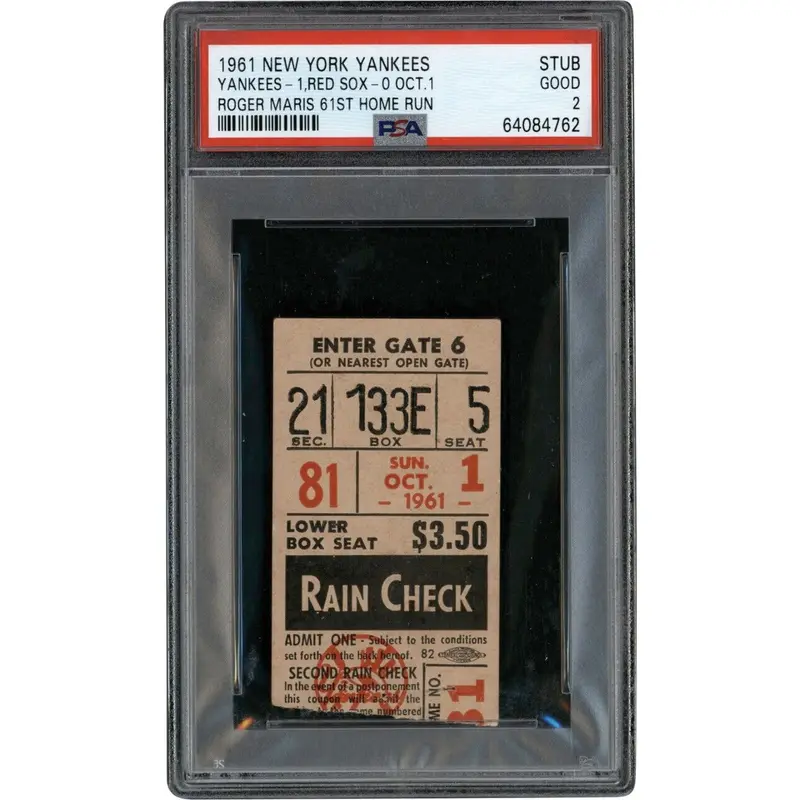 1961 NEW YORK YANKEES STUB
YANKEES-1,RED SOX-0 OCT.1 GOOD
ROGER MARIS 61ST HOME RUN 2
PSA 64084762
ENTER GATE 6
(OR NEAREST OPEN GATE)
21 133E 5
SEC. BOX SEAT
81 SUN. OCT. 1
- 1961 -
LOWER
BOX SEAT $3.50
RAIN CHECK
ADMIT ONE - Subject to the conditions
set forth on the back hereof. 82
SECOND RAIN CHECK
In the event of a postponement
this coupon will admit the
same numbered